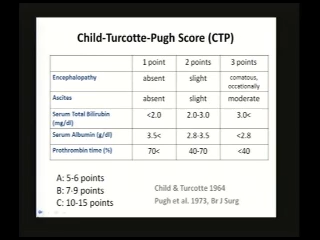 Child-Turcotte-Pugh Score (CTP)
1 point 2 points 3 points
Encephalopathy absent slight comatous, occationally
Ascites absent slight moderate
Serum Total Bilirubin (mg/dl) <2.0 2.0-3.0 3.0<
Serum Albumin (g/dl) 3.5< 2.8-3.5 <2.8
Prothrombin time (%) 70< 40-70 <40
A: 5-6 points
B: 7-9 points
C: 10-15 points
Child & Turcotte 1964
Pugh et al. 1973, Br J Surg